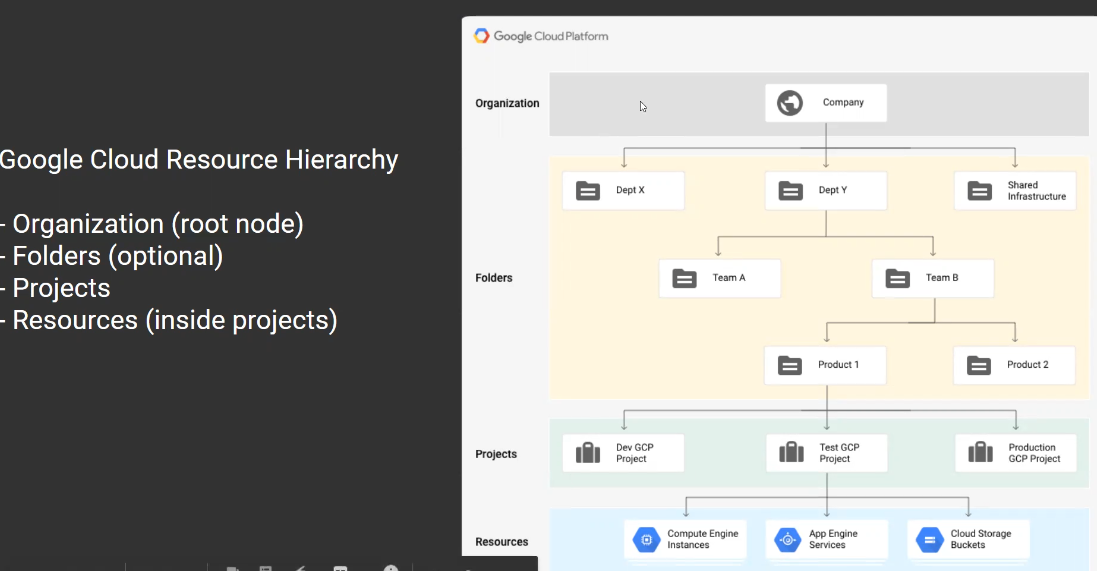 Google Cloud Resource Hierarchy
- Organization (root node)
- Folders (optional)
- Projects
- Resources (inside projects)
Google Cloud Platform
Organization
Company
Dept X
Dept Y
Shared
Infrastructure
Folders
Team A
Team B
Product 1
Product 2
Projects
Dev GCP
Project
Test GCP
Project
Production
GCP Project
Resources
Compute Engine
Instances
App Engine
Services
Cloud Storage
Buckets